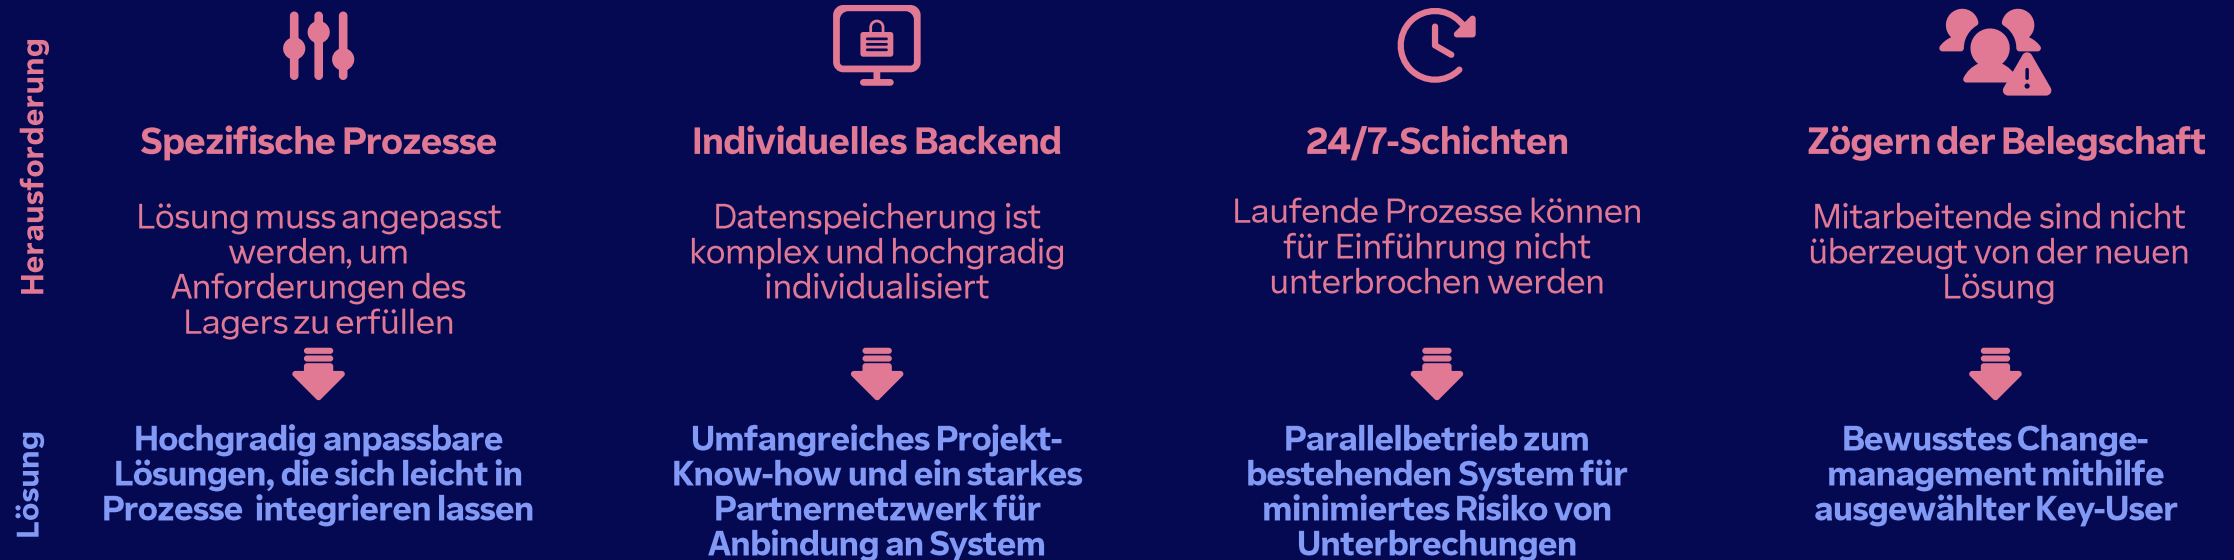 Herausforderung
Spezifische Prozesse
Lösung muss angepasst
werden, um
Anforderungen des
Lagers zu erfüllen
Individuelles Backend
Datenspeicherung ist
komplex und hochgradig
individualisiert
24/7-Schichten
Laufende Prozesse können
für Einführung nicht
unterbrochen werden
Zögern der Belegschaft
Mitarbeitende sind nicht
überzeugt von der neuen
Lösung
Lösung
Hochgradig anpassbare
Lösungen, die sich leicht in
Prozesse integrieren lassen
Umfangreiches Projekt-
Know-how und ein starkes
Partnernetzwerk für
Anbindung an System
Parallelbetrieb zum
bestehenden System für
minimiertes Risiko von
Unterbrechungen
Bewusstes Change-
management mithilfe
ausgewählter Key-User